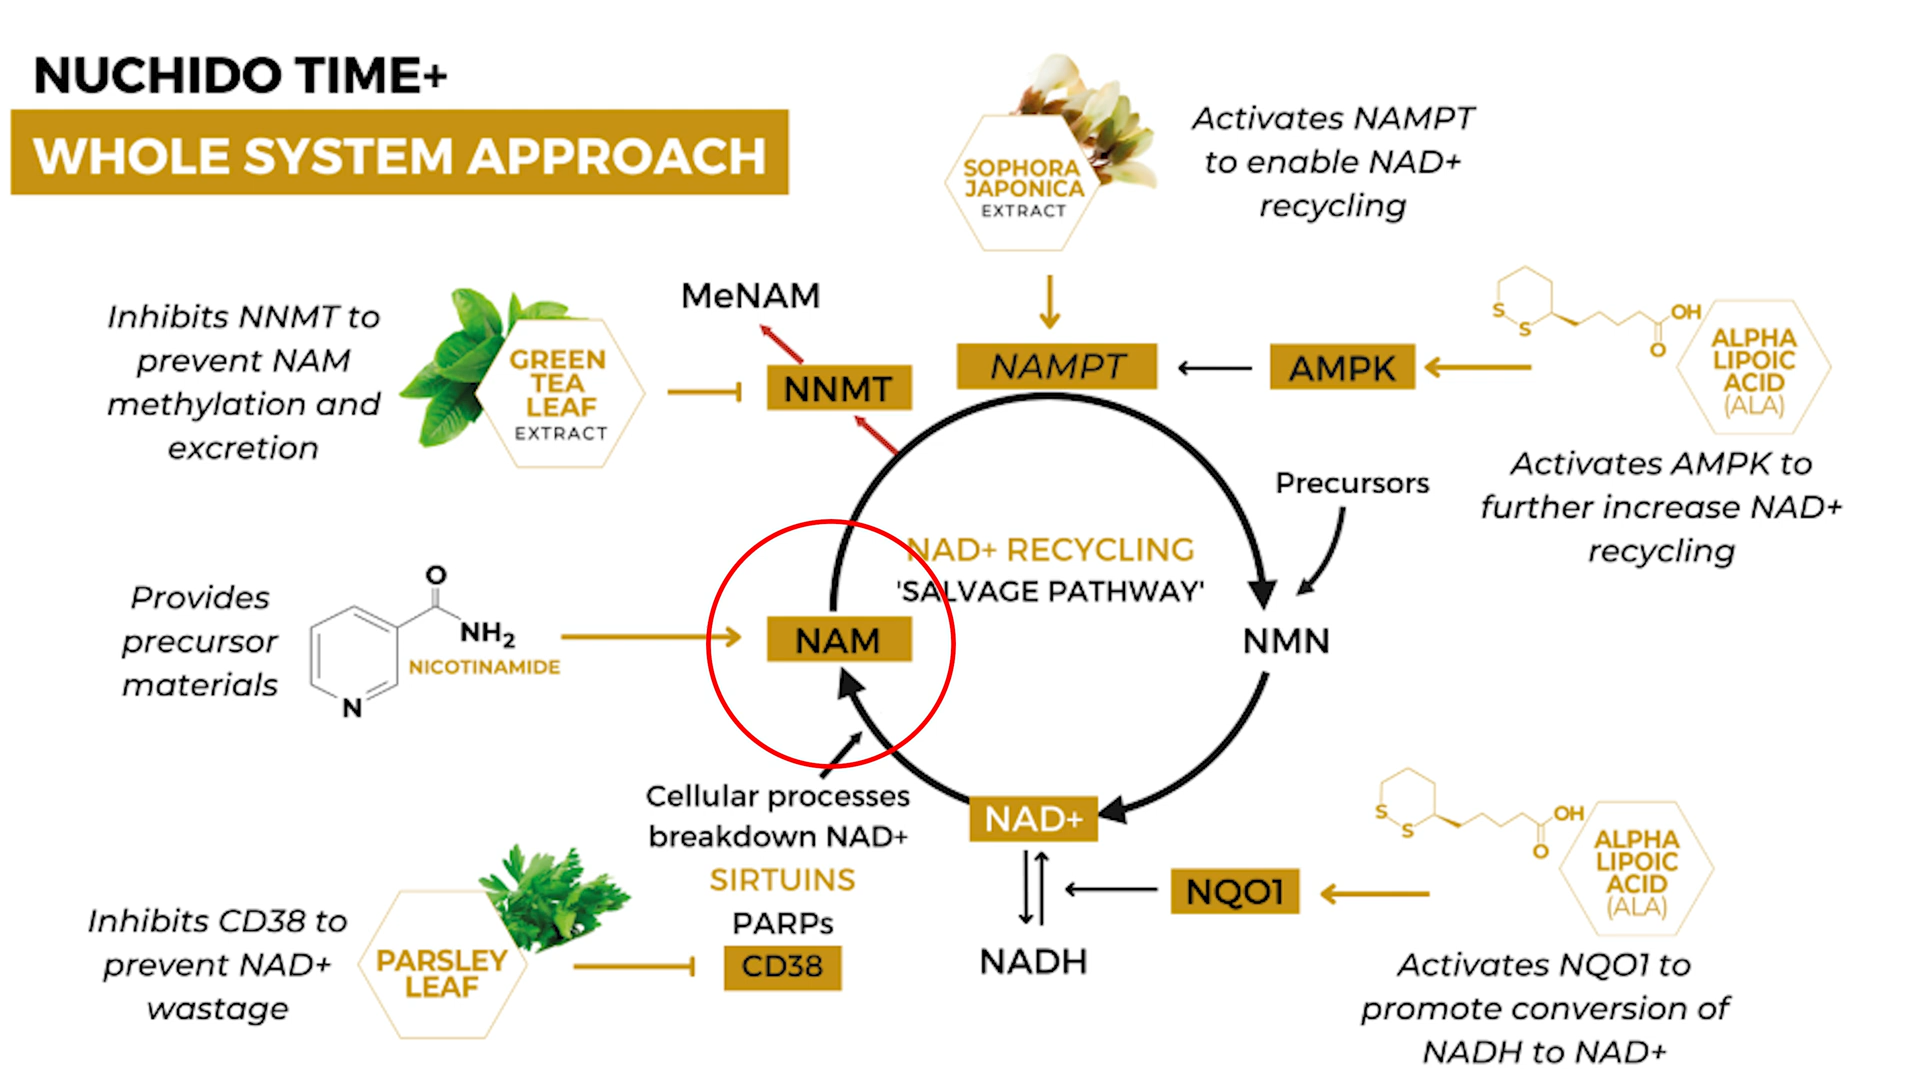 NUCHIDO TIME+
WHOLE SYSTEM APPROACH
SOPHORA
JAPONICA
EXTRACT
Activates NAMPT
to enable NAD+
recycling
Inhibits NNMT to
prevent NAM
methylation and
excretion
GREEN
TEA
LEAF
EXTRACT
MeNAM
NNMT
NAMPT
AMPK
S
S
OH
O
ALPHA
LIPOIC
ACID
(ALA)
Activates AMPK to
further increase NAD+
recycling
Precursors
NAD+ RECYCLING
'SALVAGE PATHWAY'
Provides
precursor
materials
O
NH2
NICOTINAMIDE
N
NAM
NMN
Cellular processes
breakdown NAD+
SIRTUINS
PARPs
CD38
NAD+
NADH
NQO1
S
S
OH
O
ALPHA
LIPOIC
ACID
(ALA)
Inhibits CD38 to
prevent NAD+
wastage
PARSLEY
LEAF
Activates NQO1 to
promote conversion of
NADH to NAD+